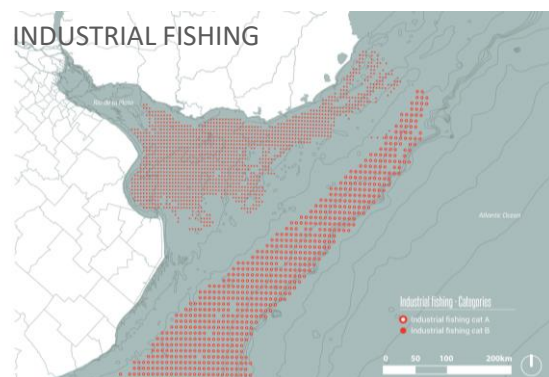 INDUSTRIAL FISHING
Rio de la Plata
Atlantic Ocean
Industrial fishing - Categories
Industrial fishing cat A
Industrial fishing cat B
0 50 100 200km